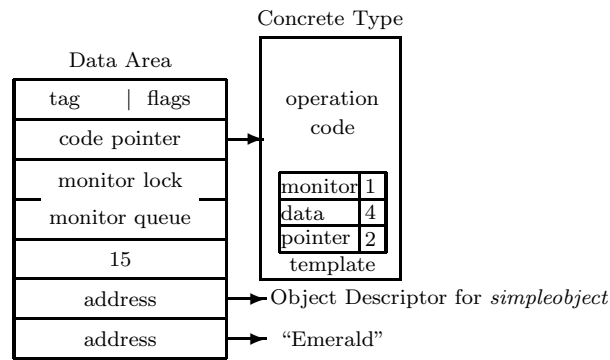 Concrete Type
Data Area
tag | flags
code pointer
monitor lock
monitor queue
15
address
address
operation
code
monitor 1
data 4
pointer 2
template
Object Descriptor for simpleobject
“Emerald”